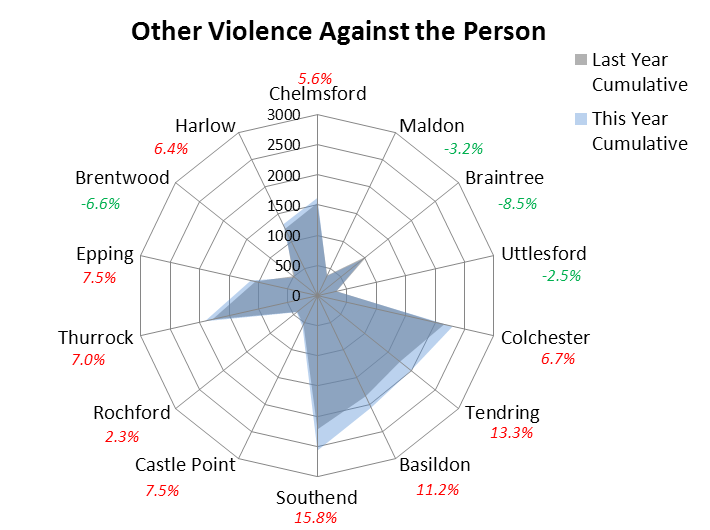 Other Violence Against the Person
Last Year
Cumulative
This Year
Cumulative
5.6%
Chelmsford
3000
2500
2000
1500
1000
500
0
Maldon
-3.2%
Braintree
-8.5%
Uttlesford
-2.5%
Colchester
6.7%
Tendring
13.3%
Basildon
11.2%
Southend
15.8%
Castle Point
7.5%
Rochford
2.3%
Thurrock
7.0%
Epping
7.5%
Brentwood
-6.6%
Harlow
6.4%